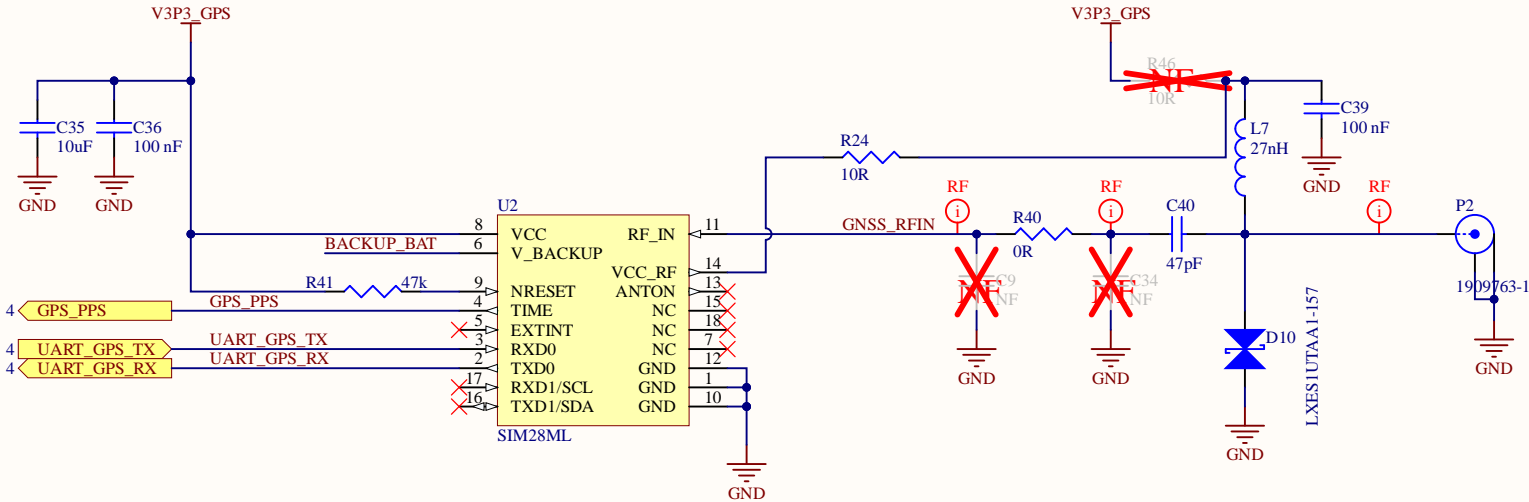 V3P3_GPS
V3P3_GPS
R46
NF
10R
C35
10uF
C36
100 nF
C39
100 nF
L7
27nH
R24
10R
GND
GND
GND
U2
8
VCC
6
V_BACKUP
9
NRESET
4
TIME
5
EXTINT
3
RXD0
2
TXD0
17
RXD1/SCL
16
TXD1/SDA
RF_IN
11
VCC_RF
14
ANTON
13
NC
15
NC
18
NC
7
GND
12
GND
1
GND
10
SIM28ML
BACKUP_BAT
R41
47k
4
GPS_PPS
GPS_PPS
4
UART_GPS_TX
UART_GPS_TX
4
UART_GPS_RX
UART_GPS_RX
GNSS_RFIN
RF
i
R40
0R
RF
i
C40
47pF
RF
i
P2
1909763-1
C9
NF
NF
C34
NF
NF
D10
LXES1UTAA1-157
GND
GND
GND
GND
GND